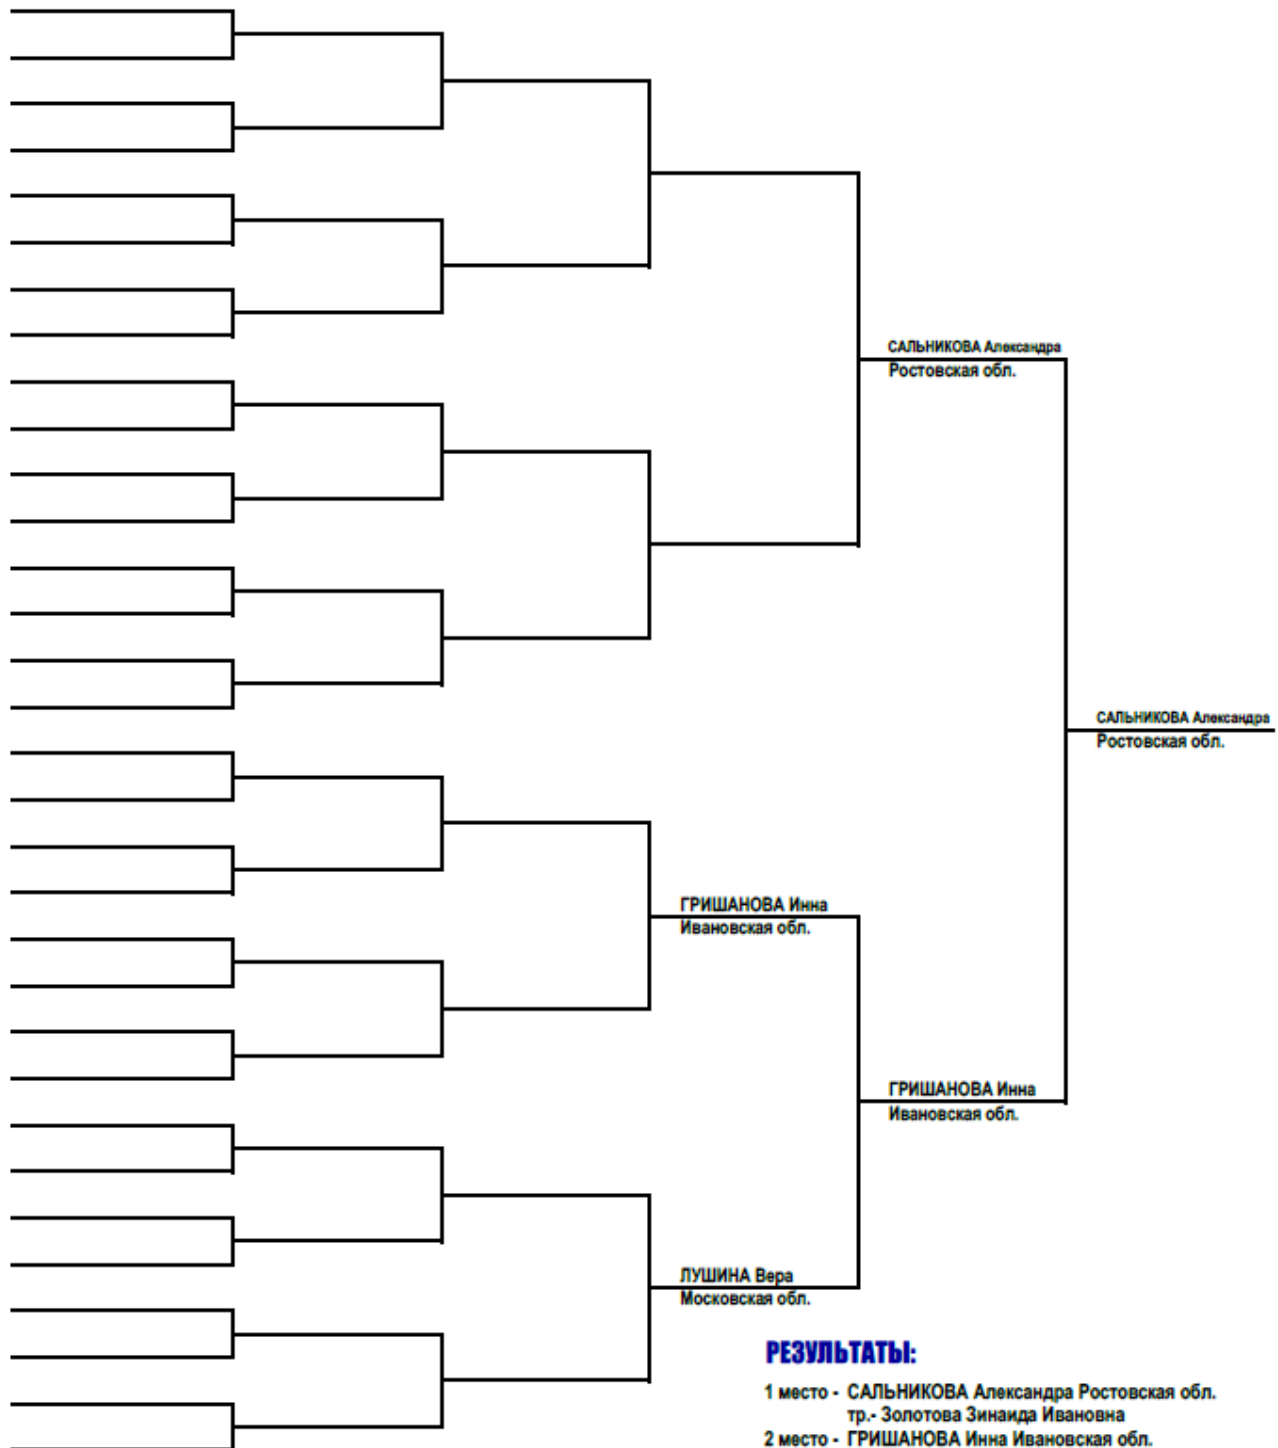 САЛЬНИКОВА Александра
Ростовская обл.
САЛЬНИКОВА Александра
Ростовская обл.
ГРИШАНОВА Инна
Ивановская обл.
ГРИШАНОВА Инна
Ивановская обл.
ЛУШИНА Вера
Московская обл.
РЕЗУЛЬТАТЫ:
1 место - САЛЬНИКОВА Александра Ростовская обл.
тр.- Золотова Зинаида Ивановна
2 место - ГРИШАНОВА Инна Ивановская обл.